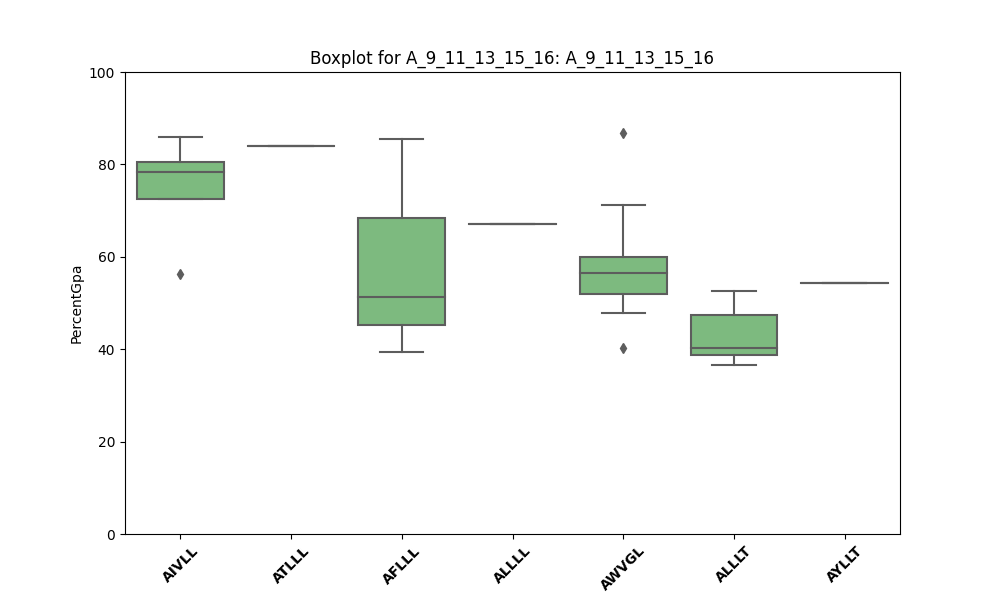 Boxplot for A_9_11_13_15_16: A_9_11_13_15_16
PercentGpa
100
80
60
40
20
0
AIVLL
ATLLL
AFLLL
ALLLL
AWVGL
ALLLT
AYLLT